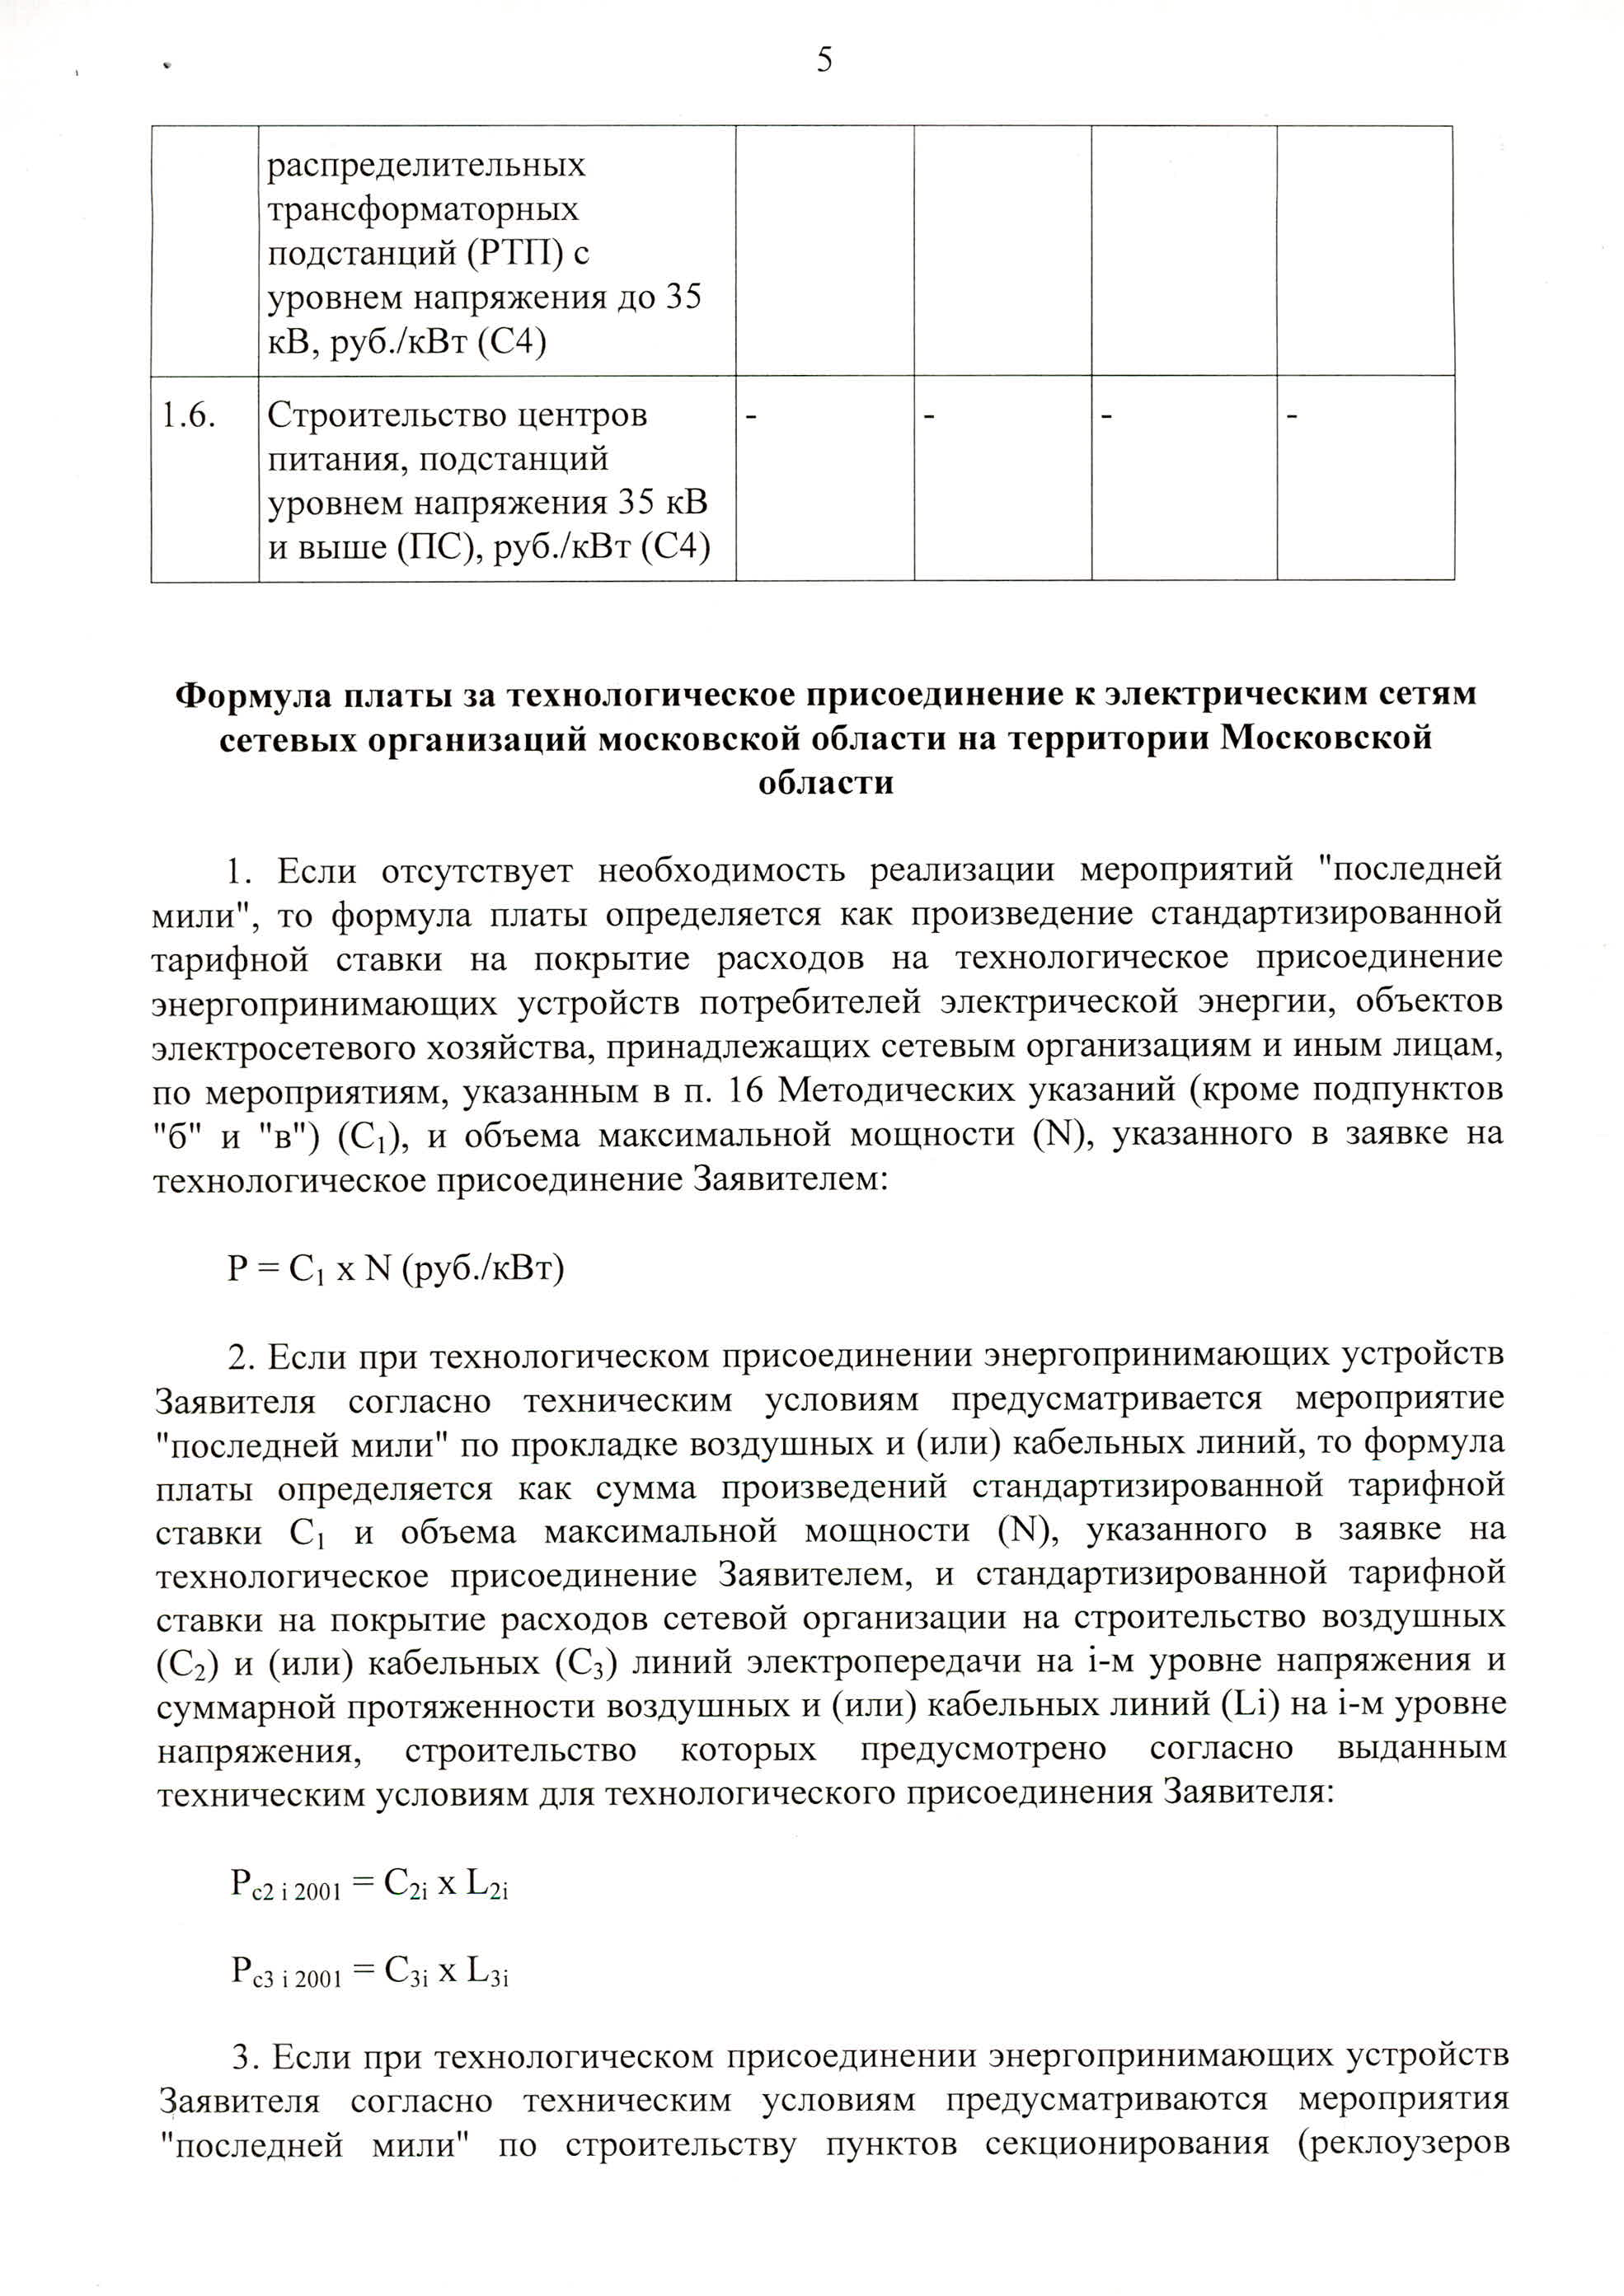 5
распределительных
трансформаторных
подстанций (РТП) с
уровнем напряжения до 35
кВ, руб./кВт (С4)
1.6. Строительство центров - - - -
питания, подстанций
уровнем напряжения 35 кВ
и выше (ПС), руб./кВт (С4)
Формула платы за технологическое присоединение к электрическим сетям
сетевых организаций московской области на территории Московской
области
1. Если отсутствует необходимость реализации мероприятий "последней
мили", то формула платы определяется как произведение стандартизированной
тарифной ставки на покрытие расходов на технологическое присоединение
энергопринимающих устройств потребителей электрической энергии, объектов
электросетевого хозяйства, принадлежащих сетевым организациям и иным лицам,
по мероприятиям, указанным в п. 16 Методических указаний (кроме подпунктов
"б" и "в") (С₁), и объема максимальной мощности (N), указанного в заявке на
технологическое присоединение Заявителем:
Р = С₁ х N (руб./кВт)
2. Если при технологическом присоединении энергопринимающих устройств
Заявителя согласно техническим условиям предусматривается мероприятие
"последней мили" по прокладке воздушных и (или) кабельных линий, то формула
платы определяется как сумма произведений стандартизированной тарифной
ставки С₁ и объема максимальной мощности (N), указанного в заявке на
технологическое присоединение Заявителем, и стандартизированной тарифной
ставки на покрытие расходов сетевой организации на строительство воздушных
(С₂) и (или) кабельных (С₃) линий электропередачи на i-м уровне напряжения и
суммарной протяженности воздушных и (или) кабельных линий (Li) на i-м уровне
напряжения, строительство которых предусмотрено согласно выданным
техническим условиям для технологического присоединения Заявителя:
Рс2 i 2001 = С2i х L2i
Рс3 i 2001 = С3i х L3i
3. Если при технологическом присоединении энергопринимающих устройств
Заявителя согласно техническим условиям предусматриваются мероприятия
"последней мили" по строительству пунктов секционирования (реклоузеров